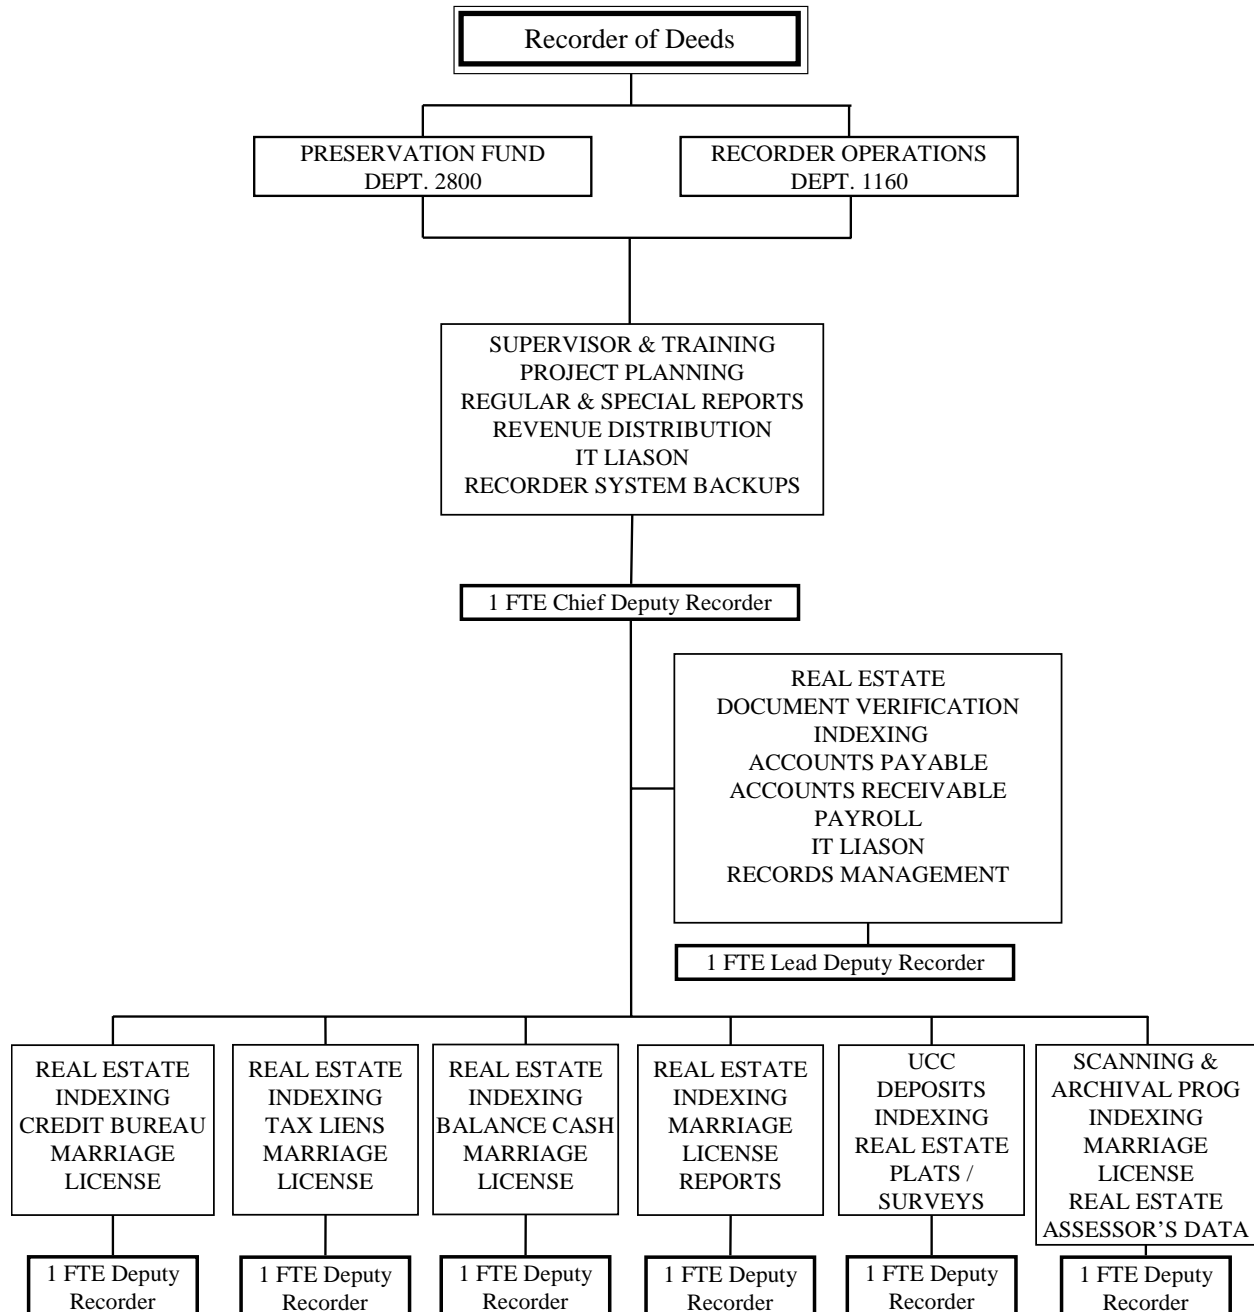 Recorder of Deeds
PRESERVATION FUND
DEPT. 2800
RECORDER OPERATIONS
DEPT. 1160
SUPERVISOR & TRAINING
PROJECT PLANNING
REGULAR & SPECIAL REPORTS
REVENUE DISTRIBUTION
IT LIASON
RECORDER SYSTEM BACKUPS
1 FTE Chief Deputy Recorder
REAL ESTATE
DOCUMENT VERIFICATION
INDEXING
ACCOUNTS PAYABLE
ACCOUNTS RECEIVABLE
PAYROLL
IT LIASON
RECORDS MANAGEMENT
1 FTE Lead Deputy Recorder
REAL ESTATE
INDEXING
CREDIT BUREAU
MARRIAGE
LICENSE
1 FTE Deputy
Recorder
REAL ESTATE
INDEXING
TAX LIENS
MARRIAGE
LICENSE
1 FTE Deputy
Recorder
REAL ESTATE
INDEXING
BALANCE CASH
MARRIAGE
LICENSE
1 FTE Deputy
Recorder
REAL ESTATE
INDEXING
MARRIAGE
LICENSE
REPORTS
1 FTE Deputy
Recorder
UCC
DEPOSITS
INDEXING
REAL ESTATE
PLATS /
SURVEYS
1 FTE Deputy
Recorder
SCANNING &
ARCHIVAL PROG
INDEXING
MARRIAGE
LICENSE
REAL ESTATE
ASSESSOR'S DATA
1 FTE Deputy
Recorder